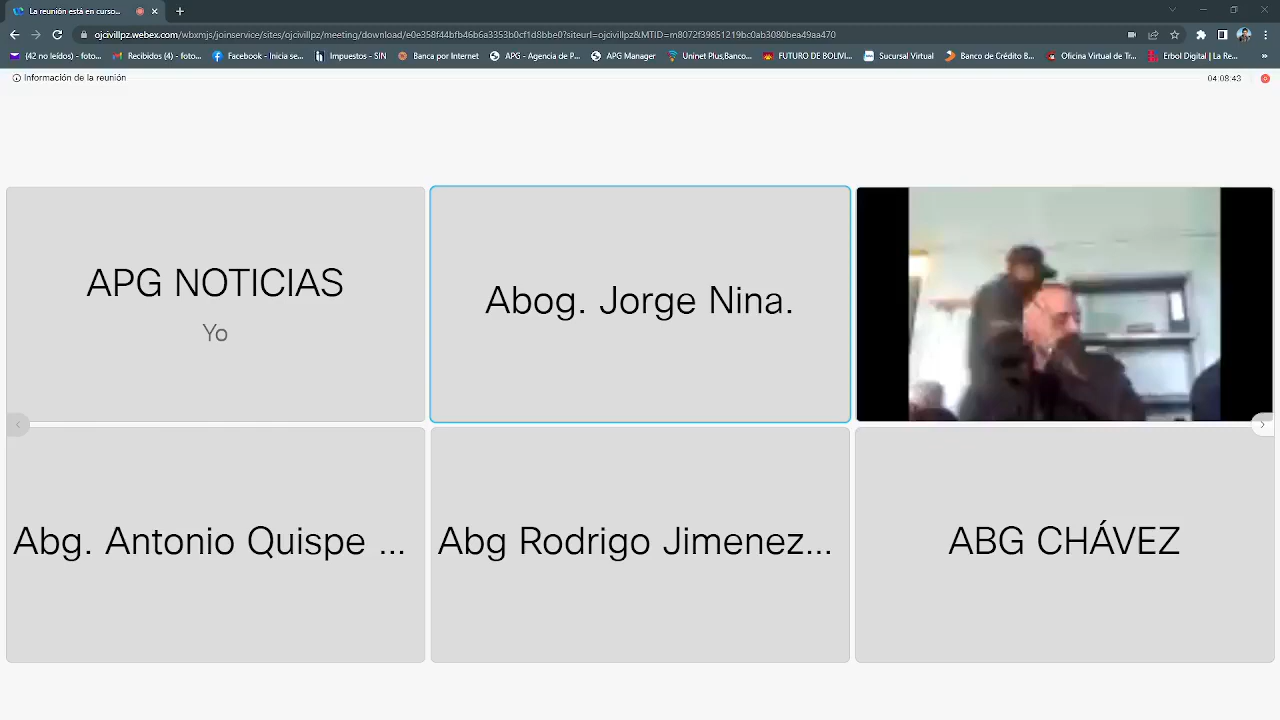 La reunión está en curso...
ojcivillpz.webex.com/wbxmjs/joinservice/sites/ojcivillpz/meeting/download/e0e358f44bfb46b6a3353c0cf1d8bbe0?siteurl=ojcivillpz&MTID=m8072f39851219bc0ab3080bea49aa470
(42 no leídos) - foto...
Recibidos (4) - foto...
Facebook - Inicia se...
Impuestos - SIN
Banca por Internet
APG - Agencia de P...
APG Manager
Uninet Plus,Banco...
FUTURO DE BOLIVI...
Sucursal Virtual
Banco de Crédito B...
Oficina Virtual de Tr...
Erbol Digital | La Re...
Información de la reunión
04:08:43
APG NOTICIAS
Yo
Abog. Jorge Nina.
Abg. Antonio Quispe ...
Abg Rodrigo Jimenez...
ABG CHÁVEZ